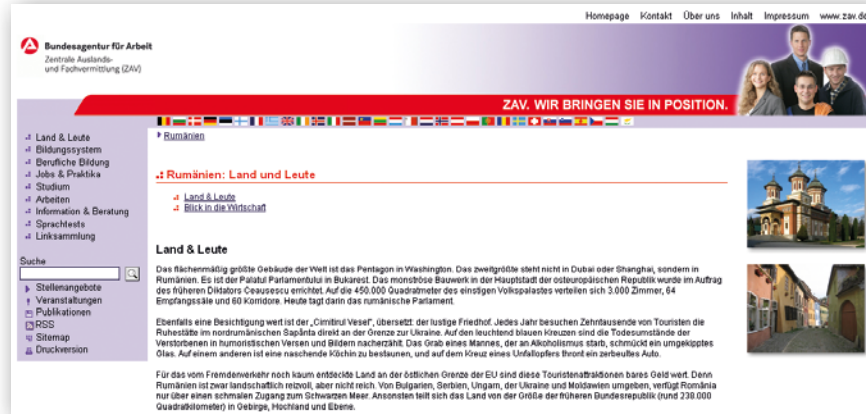 Homepage Kontakt Über uns Inhalt Impressum www.zav.de
Bundesagentur für Arbeit
Zentrale Auslands-
und Fachvermittlung (ZAV)
ZAV. WIR BRINGEN SIE IN POSITION.
Rumänien
Land & Leute
Bildungssystem
Berufliche Bildung
Jobs & Praktika
Studium
Arbeiten
Information & Beratung
Sprachtests
Linksammlung
Suche
Stellenangebote
Veranstaltungen
Publikationen
RSS
Sitemap
Druckversion
Rumänien: Land und Leute
Land & Leute
Blick in die Wirtschaft
Land & Leute
Das flächenmäßig größte Gebäude der Welt ist das Pentagon in Washington. Das zweitgrößte steht nicht in Dubai oder Shanghai, sondern in
Rumänien. Es ist der Palatul Parlamentului in Bukarest. Das monströse Bauwerk in der Hauptstadt der osteuropäischen Republik wurde im Auftrag
des früheren Diktators Ceausescu errichtet. Auf die 450.000 Quadratmeter des einstigen Volkspalastes verteilen sich 3.000 Zimmer, 64
Empfangssäle und 60 Korridore. Heute tagt darin das rumänische Parlament.
Ebenfalls eine Besichtigung wert ist der „Cimitirul Vesel“, übersetzt: der lustige Friedhof. Jedes Jahr besuchen Zehntausende von Touristen die
Ruhestätte im nordrumänischen Sapânta direkt an der Grenze zur Ukraine. Auf den leuchtend blauen Kreuzen sind die Todesumstände der
Verstorbenen in humoristischen Versen und Bildern nacherzählt. Das Grab eines Mannes, der an Alkoholismus starb, schmückt ein umgekipptes
Glas. Auf einem anderen ist eine naschende Köchin zu bestaunen, und auf dem Kreuz eines Unfallopfers thront ein zerbeultes Auto.
Für das vom Fremdenverkehr noch kaum entdeckte Land an der östlichen Grenze der EU sind diese Touristenattraktionen bares Geld wert. Denn
Rumänien ist zwar landschaftlich reizvoll, aber nicht reich. Von Bulgarien, Serbien, Ungarn, der Ukraine und Moldawien umgeben, verfügt România
nur über einen schmalen Zugang zum Schwarzen Meer. Ansonsten teilt sich das Land von der Größe der früheren Bundesrepublik (rund 238.000
Quadratkilometer) in Gebirge, Hochland und Ebene.